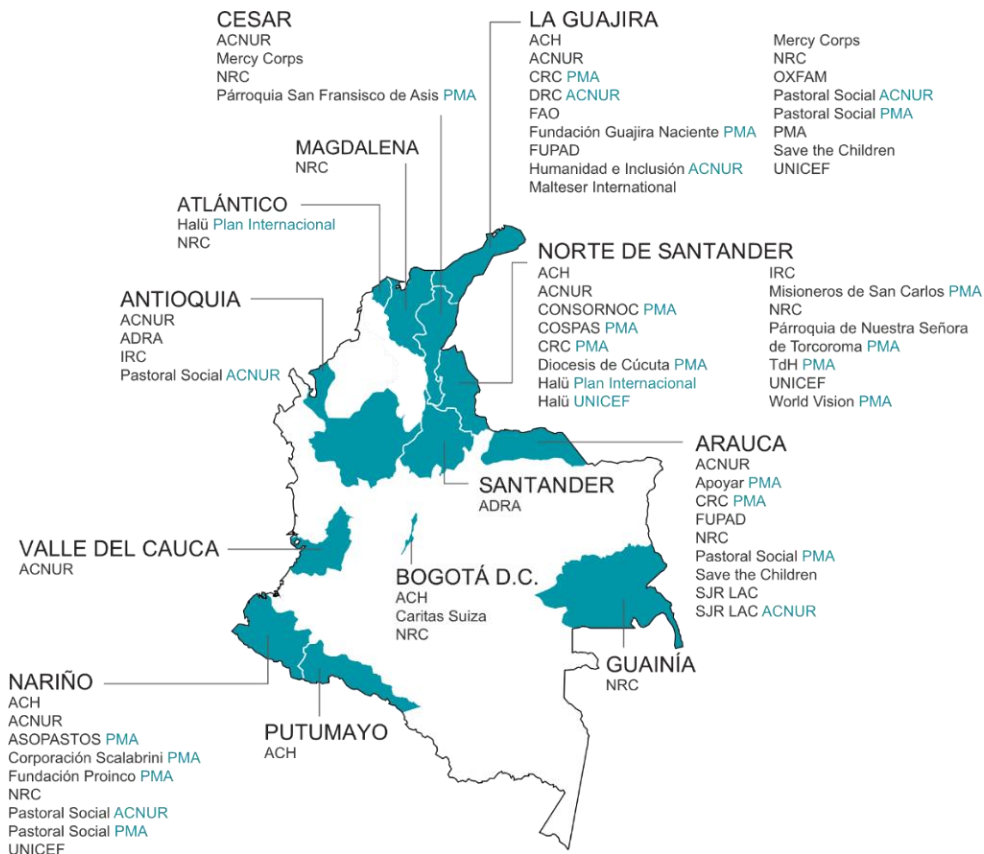 CESAR
ACNUR
Mercy Corps
NRC
Párroquia San Fransisco de Asis PMA
LA GUAJIRA
ACH
ACNUR
CRC PMA
DRC ACNUR
FAO
Fundación Guajira Naciente PMA
FUPAD
Humanidad e Inclusión ACNUR
Malteser International
Mercy Corps
NRC
OXFAM
Pastoral Social ACNUR
Pastoral Social PMA
PMA
Save the Children
UNICEF
MAGDALENA
NRC
ATLÁNTICO
Halü Plan Internacional
NRC
NORTE DE SANTANDER
ACH
ACNUR
CONSORNOC PMA
COSPAS PMA
CRC PMA
Diocesis de Cúcuta PMA
Halü Plan Internacional
Halü UNICEF
IRC
Misioneros de San Carlos PMA
NRC
Párroquia de Nuestra Señora
de Torcoroma PMA
TdH PMA
UNICEF
World Vision PMA
ANTIOQUIA
ACNUR
ADRA
IRC
Pastoral Social ACNUR
ARAUCA
ACNUR
Apoyar PMA
CRC PMA
FUPAD
NRC
Pastoral Social PMA
Save the Children
SJR LAC
SJR LAC ACNUR
SANTANDER
ADRA
VALLE DEL CAUCA
ACNUR
BOGOTÁ D.C.
ACH
Caritas Suiza
NRC
GUAINÍA
NRC
NARIÑO
ACH
ACNUR
ASOPASTOS PMA
Corporación Scalabrini PMA
Fundación Proinco PMA
NRC
Pastoral Social ACNUR
Pastoral Social PMA
UNICEF
PUTUMAYO
ACH